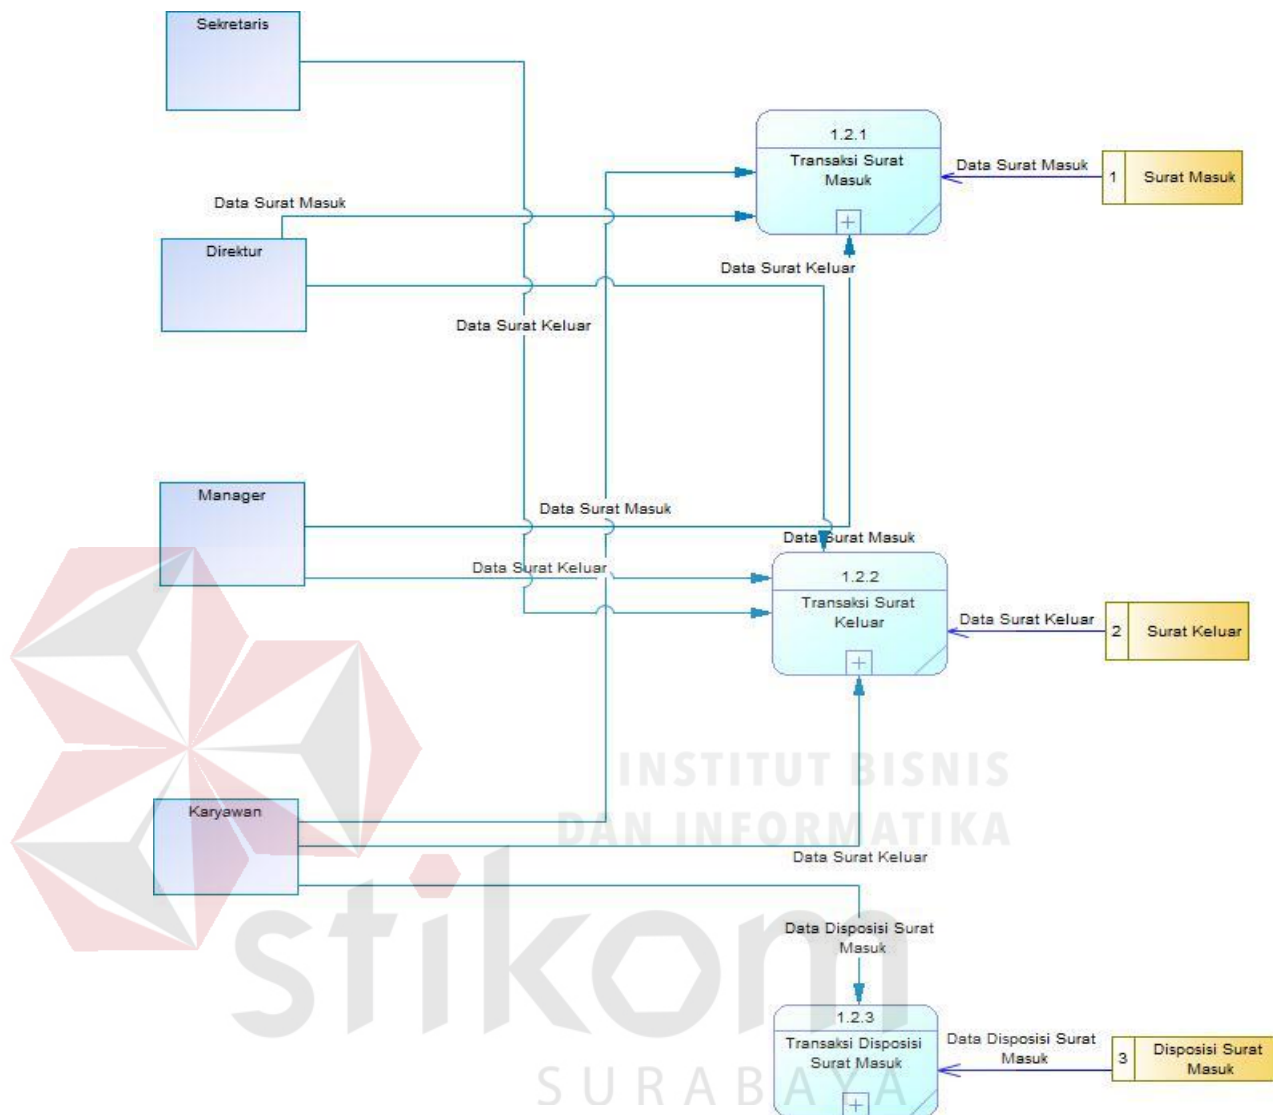 Sekretaris
1.2.1
Transaksi Surat
Masuk
Data Surat Masuk
1
Surat Masuk
Data Surat Masuk
Direktur
Data Surat Keluar
Data Surat Keluar
Manager
Data Surat Masuk
Data Surat Masuk
Data Surat Keluar
1.2.2
Transaksi Surat
Keluar
Data Surat Keluar
2
Surat Keluar
INSTITUT BISNIS
DAN INFORMATIKA
Karyawan
Data Surat Keluar
stikom
Data Disposisi Surat
Masuk
1.2.3
Transaksi Disposisi
Surat Masuk
Data Disposisi Surat
Masuk
3
Disposisi Surat
Masuk
SURABAYA